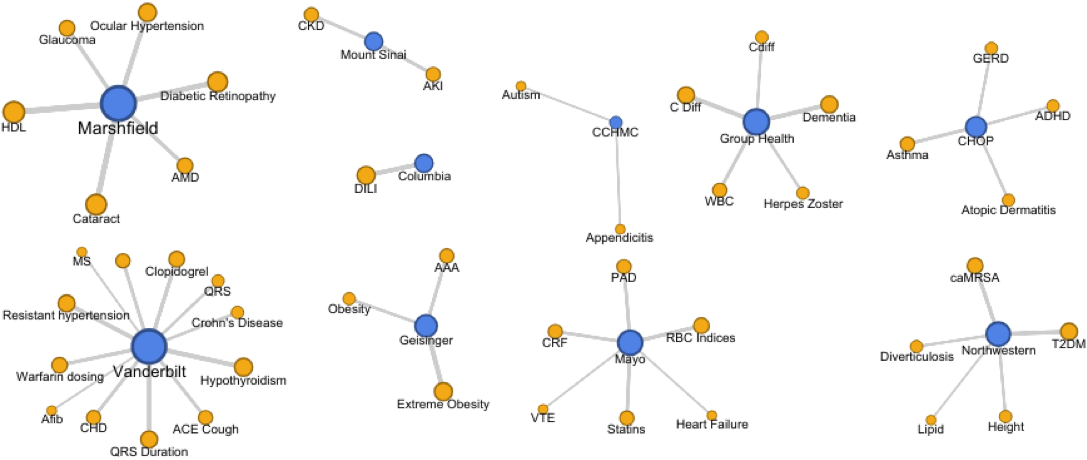 Ocular Hypertension
Glaucoma
Diabetic Retinopathy
HDL
Marshfield
AMD
Cataract
CKD
Mount Sinai
AKI
DILI
Columbia
Autism
CCHMC
Appendicitis
Cdiff
C Diff
Dementia
Group Health
WBC
Herpes Zoster
GERD
ADHD
CHOP
Asthma
Atopic Dermatitis
MS
Clopidogrel
QRS
Resistant hypertension
Crohn's Disease
Vanderbilt
Warfarin dosing
Hypothyroidism
Afib
CHD
ACE Cough
QRS Duration
AAA
Obesity
Geisinger
Extreme Obesity
PAD
CRF
RBC Indices
Mayo
VTE
Statins
Heart Failure
caMRSA
T2DM
Diverticulosis
Northwestern
Lipid
Height